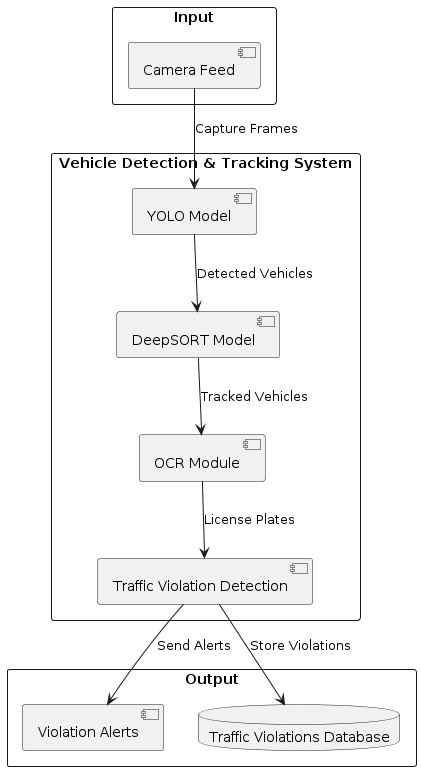 Input
Camera Feed
Capture Frames
Vehicle Detection & Tracking System
YOLO Model
Detected Vehicles
DeepSORT Model
Tracked Vehicles
OCR Module
License Plates
Traffic Violation Detection
Send Alerts
Store Violations
Output
Violation Alerts
Traffic Violations Database